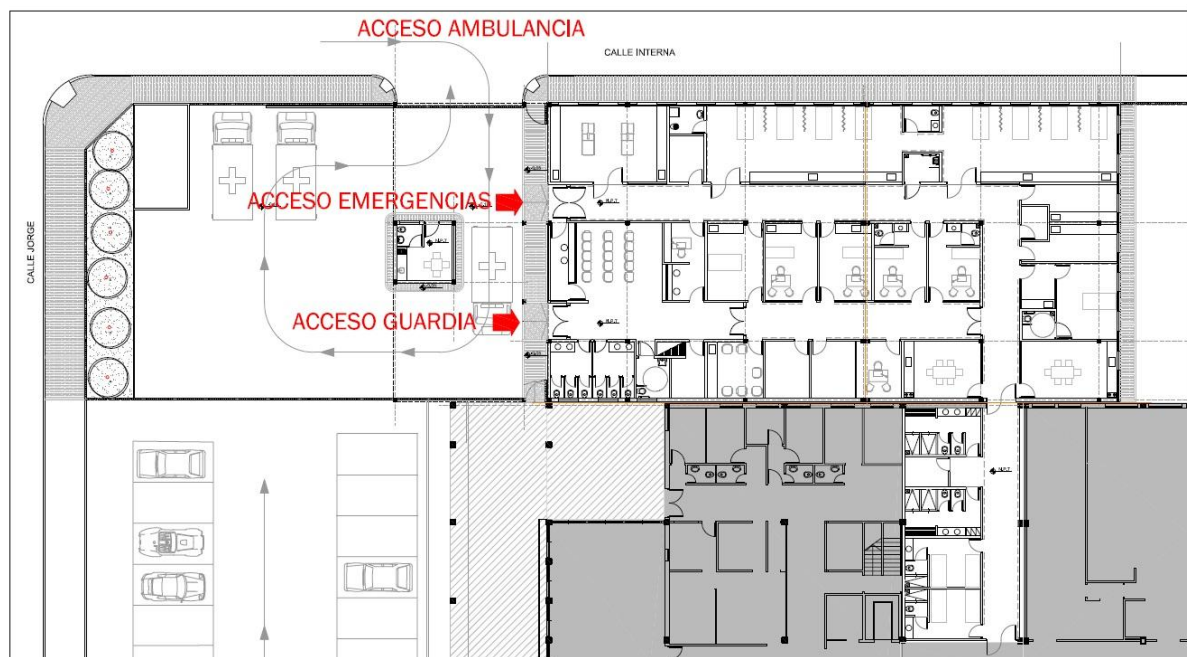 ACCESO AMBULANCIA
CALLE INTERNA
ACCESO EMERGENCIAS
CALLE JORGE
ACCESO GUARDIA